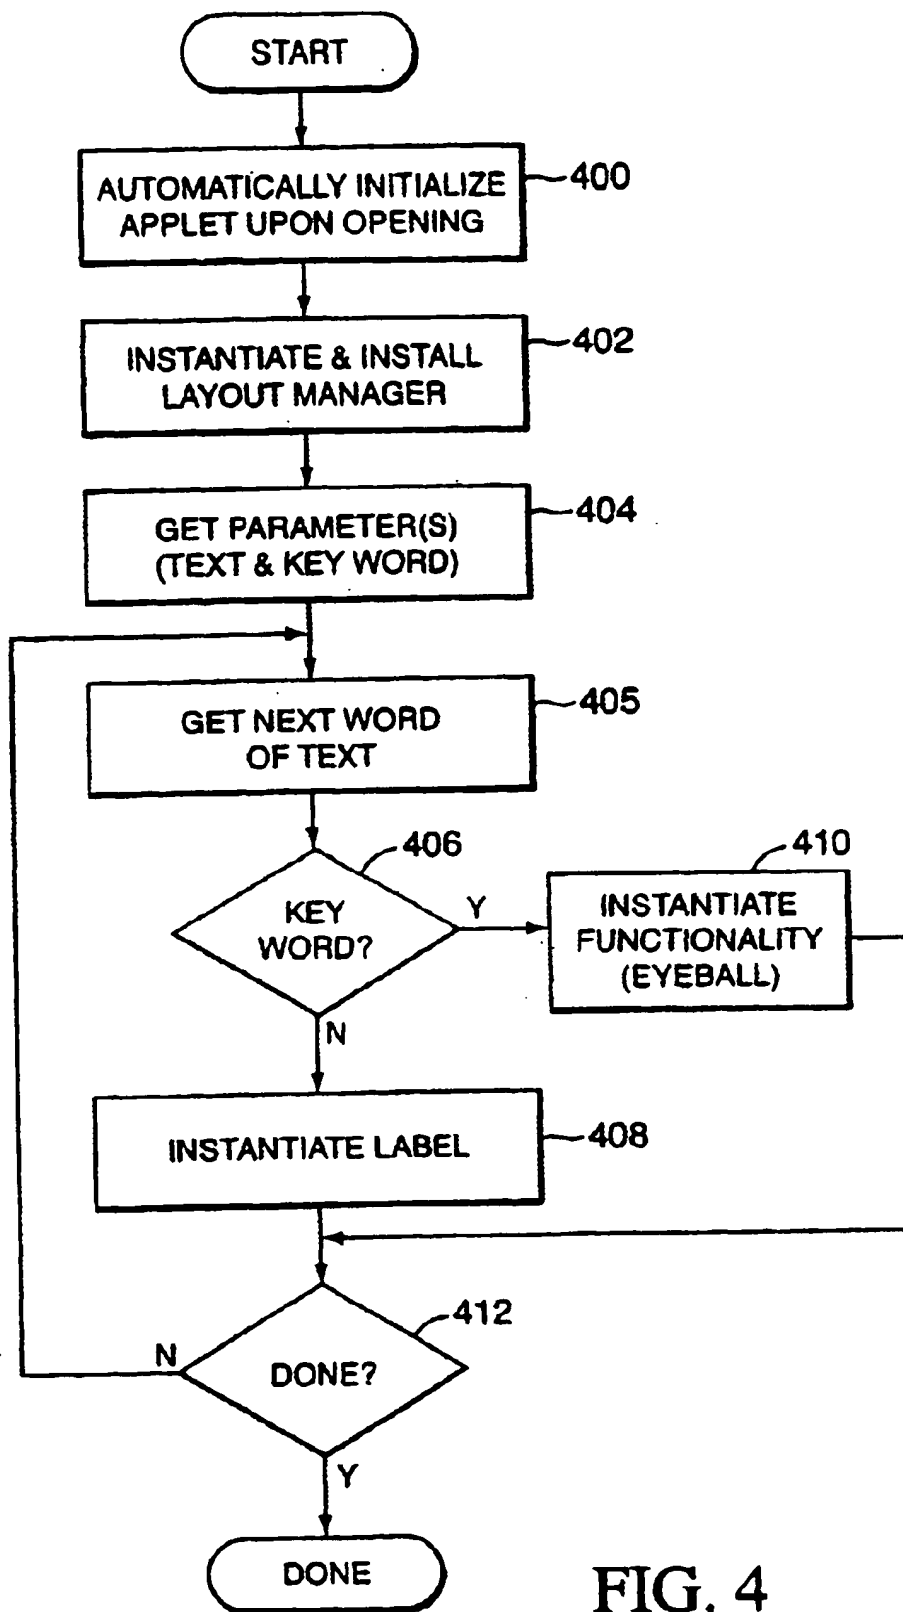 START
AUTOMATICALLY INITIALIZE
APPLET UPON OPENING
400
INSTANTIATE & INSTALL
LAYOUT MANAGER
402
GET PARAMETER(S)
(TEXT & KEY WORD)
404
GET NEXT WORD
OF TEXT
405
KEY
WORD?
406
Y
N
INSTANTIATE
FUNCTIONALITY
(EYEBALL)
410
INSTANTIATE LABEL
408
DONE?
412
N
Y
DONE
FIG. 4